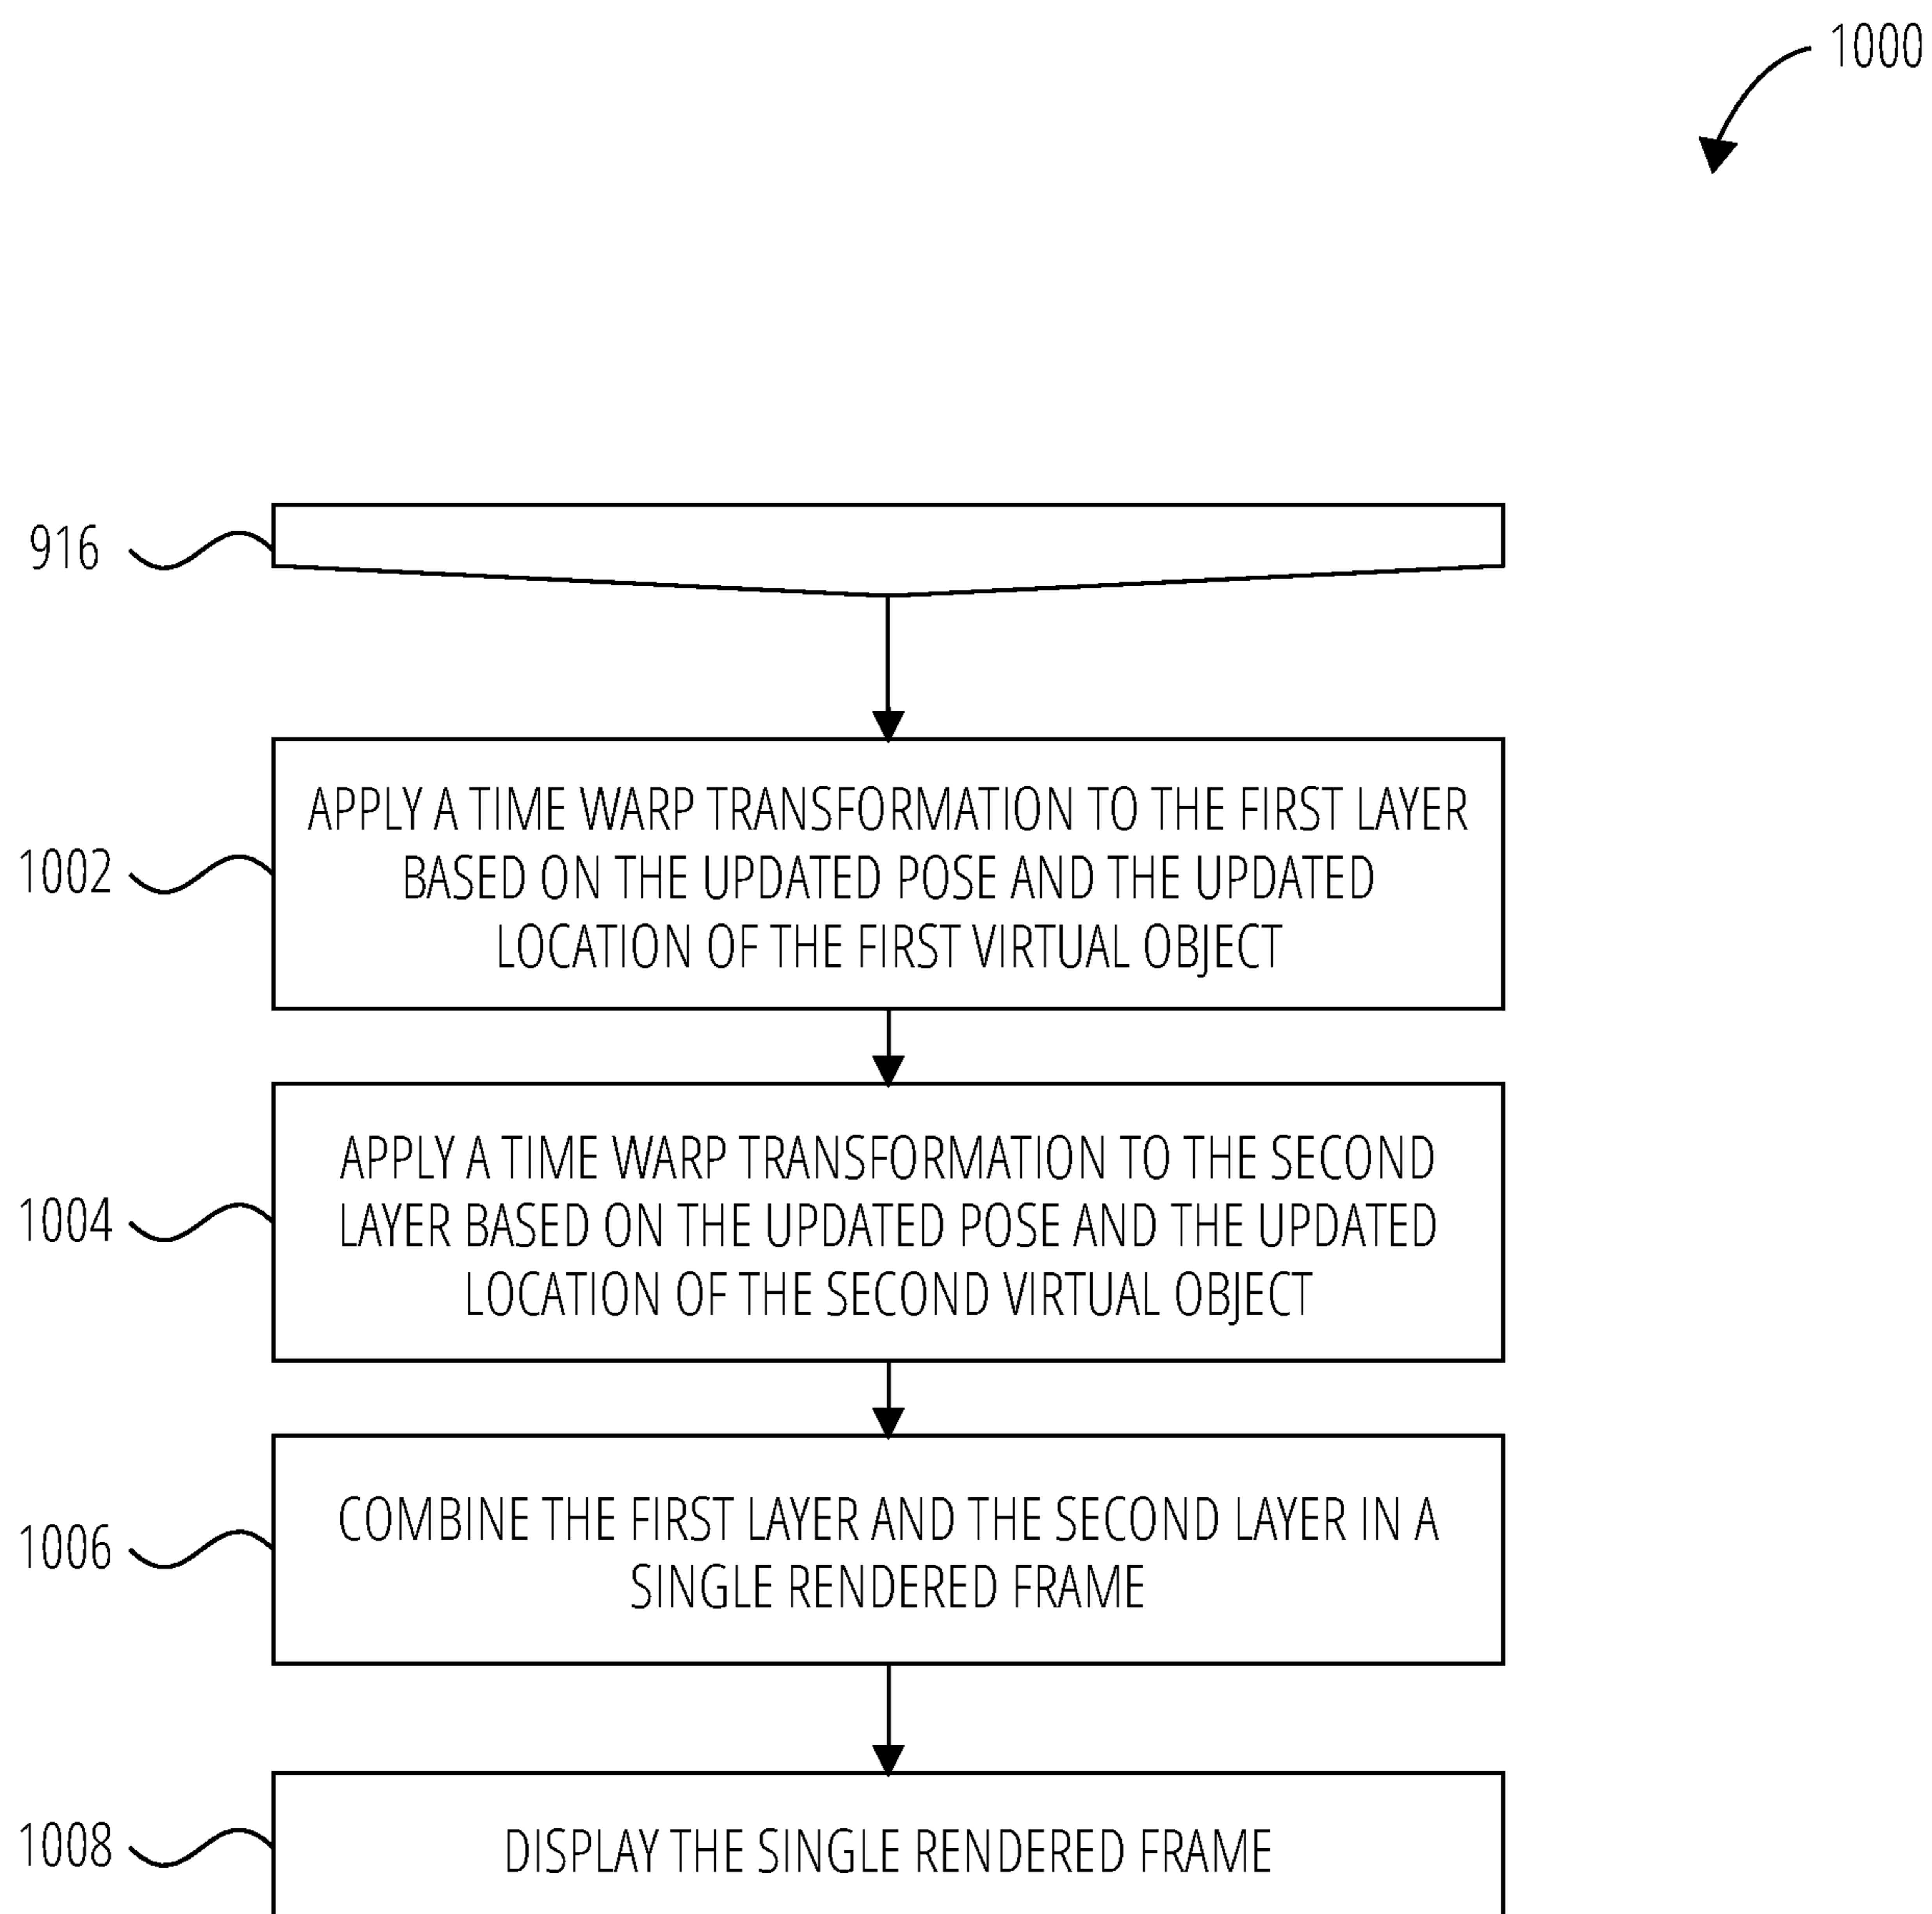 1000
916
1002
APPLY A TIME WARP TRANSFORMATION TO THE FIRST LAYER
BASED ON THE UPDATED POSE AND THE UPDATED
LOCATION OF THE FIRST VIRTUAL OBJECT
1004
APPLY A TIME WARP TRANSFORMATION TO THE SECOND
LAYER BASED ON THE UPDATED POSE AND THE UPDATED
LOCATION OF THE SECOND VIRTUAL OBJECT
1006
COMBINE THE FIRST LAYER AND THE SECOND LAYER IN A
SINGLE RENDERED FRAME
1008
DISPLAY THE SINGLE RENDERED FRAME